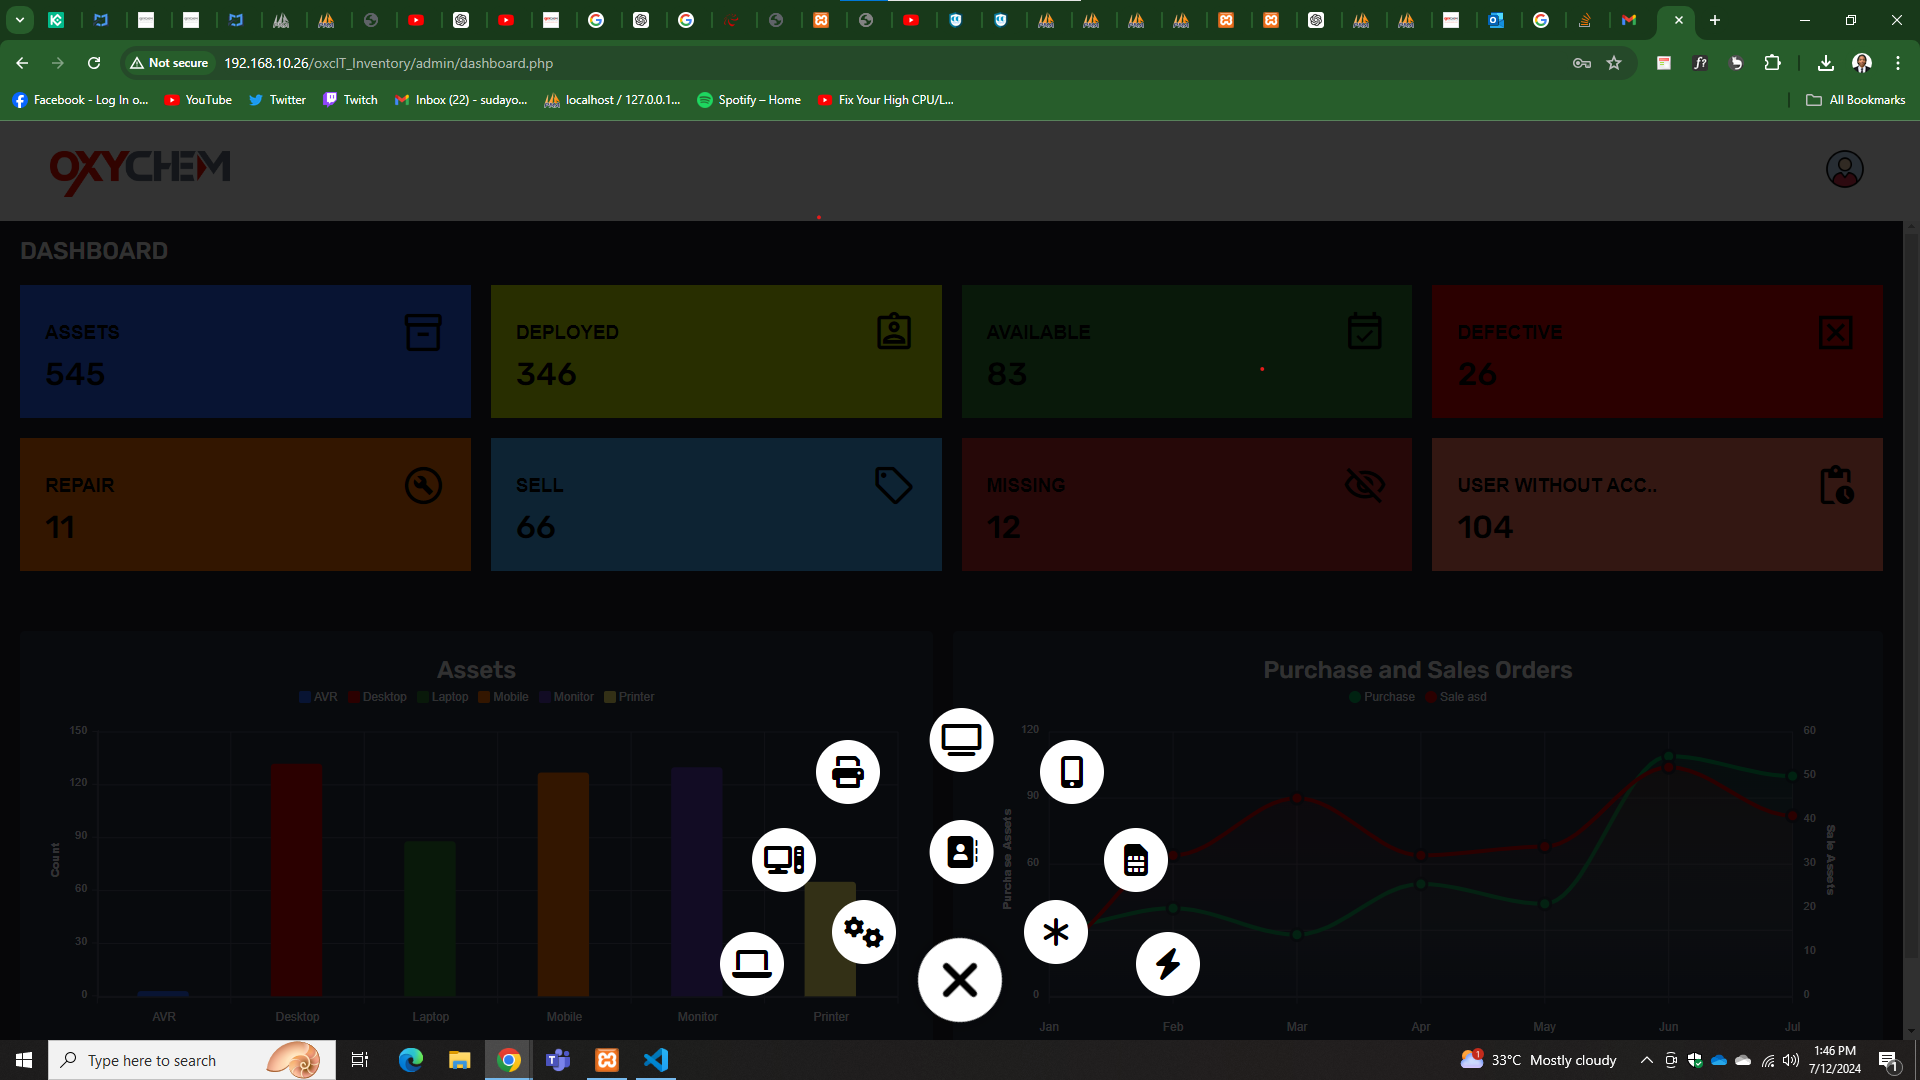 Not secure
192.168.10.26/oxcIT_Inventory/admin/dashboard.php
Facebook - Log In o...
YouTube
Twitter
Twitch
Inbox (22) - sudayo...
localhost / 127.0.0.1...
Spotify – Home
Fix Your High CPU/L...
All Bookmarks
OXYCHEM
DASHBOARD
ASSETS
545
DEPLOYED
346
AVAILABLE
83
DEFECTIVE
26
REPAIR
11
SELL
66
MISSING
12
USER WITHOUT ACC..
104
Assets
AVR Desktop Laptop Mobile Monitor Printer
150
120
90
60
30
0
Count
AVR Desktop Laptop Mobile Monitor Printer
Purchase and Sales Orders
Purchase Sale asd
120
90
60
0
Purchase Assets
60
50
40
30
20
10
0
Sale Assets
Jan Feb Mar Apr May Jun Jul
Type here to search
33°C Mostly cloudy
1:46 PM
7/12/2024
1
1